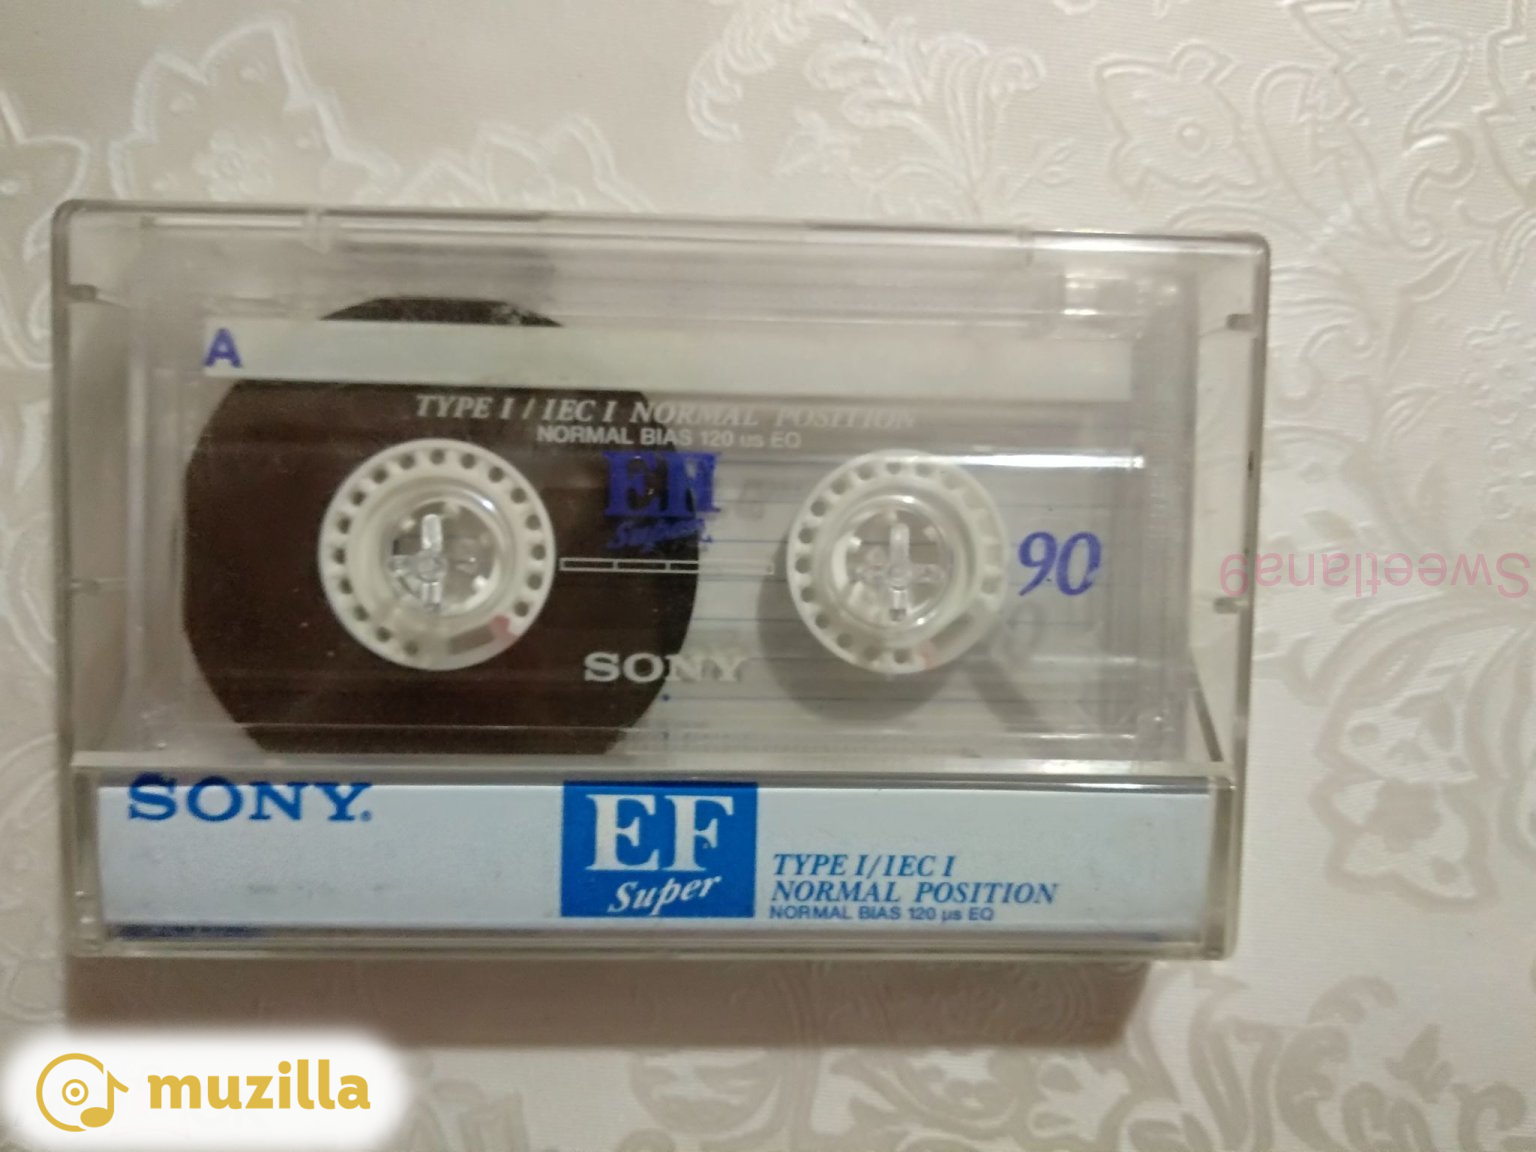 A
TYPE I / IEC I NORMAL POSITION
NORMAL BIAS 120 us EQ
Super
90
Sweetlana9
SONY
SONY.
EF
Super
TYPE I/IEC I
NORMAL POSITION
NORMAL BIAS 120 µs EQ
muzilla